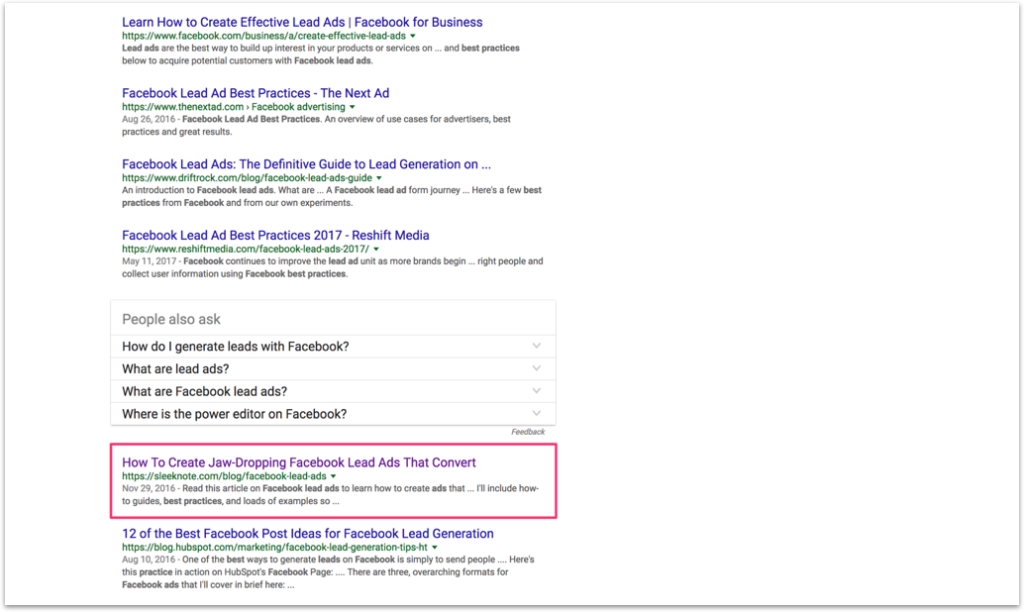 Learn How to Create Effective Lead Ads | Facebook for Business
https://www.facebook.com/business/a/create-effective-lead-ads
Lead ads are the best way to build up interest in your products or services on ... and best practices
below to acquire potential customers with Facebook lead ads.
Facebook Lead Ad Best Practices - The Next Ad
https://www.thenextad.com › Facebook advertising
Aug 26, 2016 - Facebook Lead Ad Best Practices. An overview of use cases for advertisers, best
practices and great results.
Facebook Lead Ads: The Definitive Guide to Lead Generation on ...
https://www.driftrock.com/blog/facebook-lead-ads-guide
An introduction to Facebook lead ads. What are ... A Facebook lead ad form journey ... Here's a few best
practices from Facebook and from our own experiments.
Facebook Lead Ad Best Practices 2017 - Reshift Media
https://www.reshiftmedia.com/facebook-lead-ads-2017/
May 11, 2017 - Facebook continues to improve the lead ad unit as more brands begin ... right people and
collect user information using Facebook best practices.
People also ask
How do I generate leads with Facebook?
What are lead ads?
What are Facebook lead ads?
Where is the power editor on Facebook?
Feedback
How To Create Jaw-Dropping Facebook Lead Ads That Convert
https://sleeknote.com/blog/facebook-lead-ads
Nov 29, 2016 - Read this article on Facebook lead ads to learn how to create ads that ... I'll include how-
to guides, best practices, and loads of examples so ...
12 of the Best Facebook Post Ideas for Facebook Lead Generation
https://blog.hubspot.com/marketing/facebook-lead-generation-tips-ht
Aug 10, 2016 - One of the best ways to generate leads on Facebook is simply to send people .... Here's
this practice in action on HubSpot's Facebook Page: .... There are three, overarching formats for
Facebook ads that I'll cover in brief here: ...